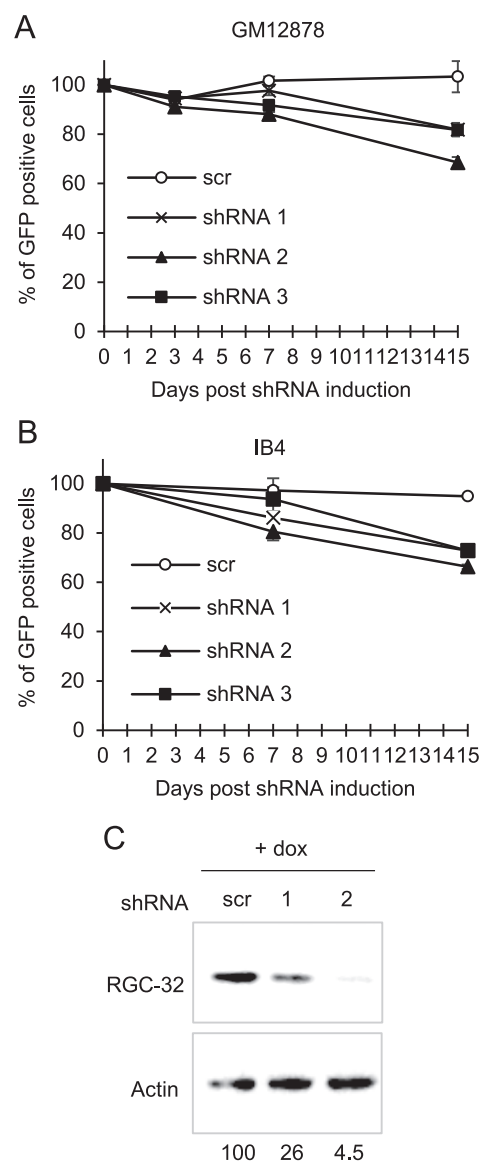 A
GM12878
% of GFP positive cells
100
80
60
40
20
0
scr
shRNA 1
shRNA 2
shRNA 3
0 1 2 3 4 5 6 7 8 9 10 11 12 13 14 15
Days post shRNA induction
B
IB4
% of GFP positive cells
100
80
60
40
20
0
scr
shRNA 1
shRNA 2
shRNA 3
0 1 2 3 4 5 6 7 8 9 10 11 12 13 14 15
Days post shRNA induction
C
+ dox
shRNA scr 1 2
RGC-32
Actin
100 26 4.5